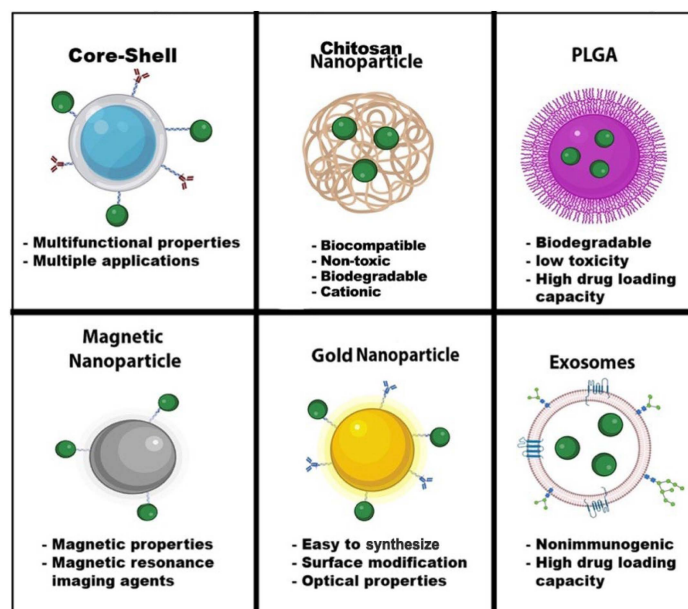 Core-Shell
- Multifunctional properties
- Multiple applications
Chitosan
Nanoparticle
- Biocompatible
- Non-toxic
- Biodegradable
- Cationic
PLGA
- Biodegradable
- low toxicity
- High drug loading
capacity
Magnetic
Nanoparticle
- Magnetic properties
- Magnetic resonance
imaging agents
Gold Nanoparticle
- Easy to synthesize
- Surface modification
- Optical properties
Exosomes
- Nonimmunogenic
- High drug loading
capacity